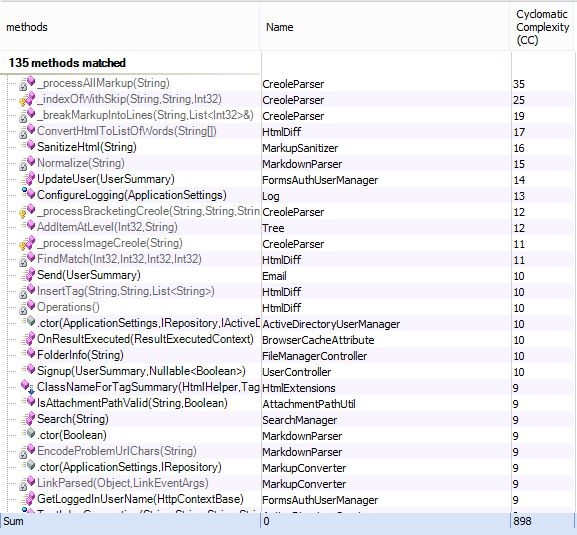 methods Name Cyclomatic Complexity (CC)
135 methods matched
_processAllMarkup(String) CreoleParser 35
_indexOfWithSkip(String,String,Int32) CreoleParser 25
_breakMarkupIntoLines(String,List<Int32>&) CreoleParser 19
ConvertHtmlToListOfWords(String[]) HtmlDiff 17
SanitizeHtml(String) MarkupSanitizer 16
Normalize(String) MarkdownParser 15
UpdateUser(UserSummary) FormsAuthUserManager 14
ConfigureLogging(ApplicationSettings) Log 13
_processBracketingCreole(String,String,Strin CreoleParser 12
AddItemAtLevel(Int32,String) Tree 12
_processImageCreole(String) CreoleParser 11
FindMatch(Int32,Int32,Int32,Int32) HtmlDiff 11
Send(UserSummary) Email 10
InsertTag(String,String,List<String>) HtmlDiff 10
Operations() HtmlDiff 10
.ctor(ApplicationSettings,IRepository,IActiveD ActiveDirectoryUserManager 10
OnResultExecuted(ResultExecutedContext) BrowserCacheAttribute 10
FolderInfo(String) FileManagerController 10
Signup(UserSummary,Nullable<Boolean>) UserController 10
ClassNameForTagSummary(HtmlHelper,Tag HtmlExtensions 9
IsAttachmentPathValid(String,Boolean) AttachmentPathUtil 9
Search(String) SearchManager 9
.ctor(Boolean) MarkdownParser 9
EncodeProblemUrlChars(String) MarkdownParser 9
.ctor(ApplicationSettings,IRepository) MarkupConverter 9
LinkParsed(Object,LinkEventArgs) MarkupConverter 9
GetLoggedInUserName(HttpContextBase) FormsAuthUserManager 9
Sum 0 898